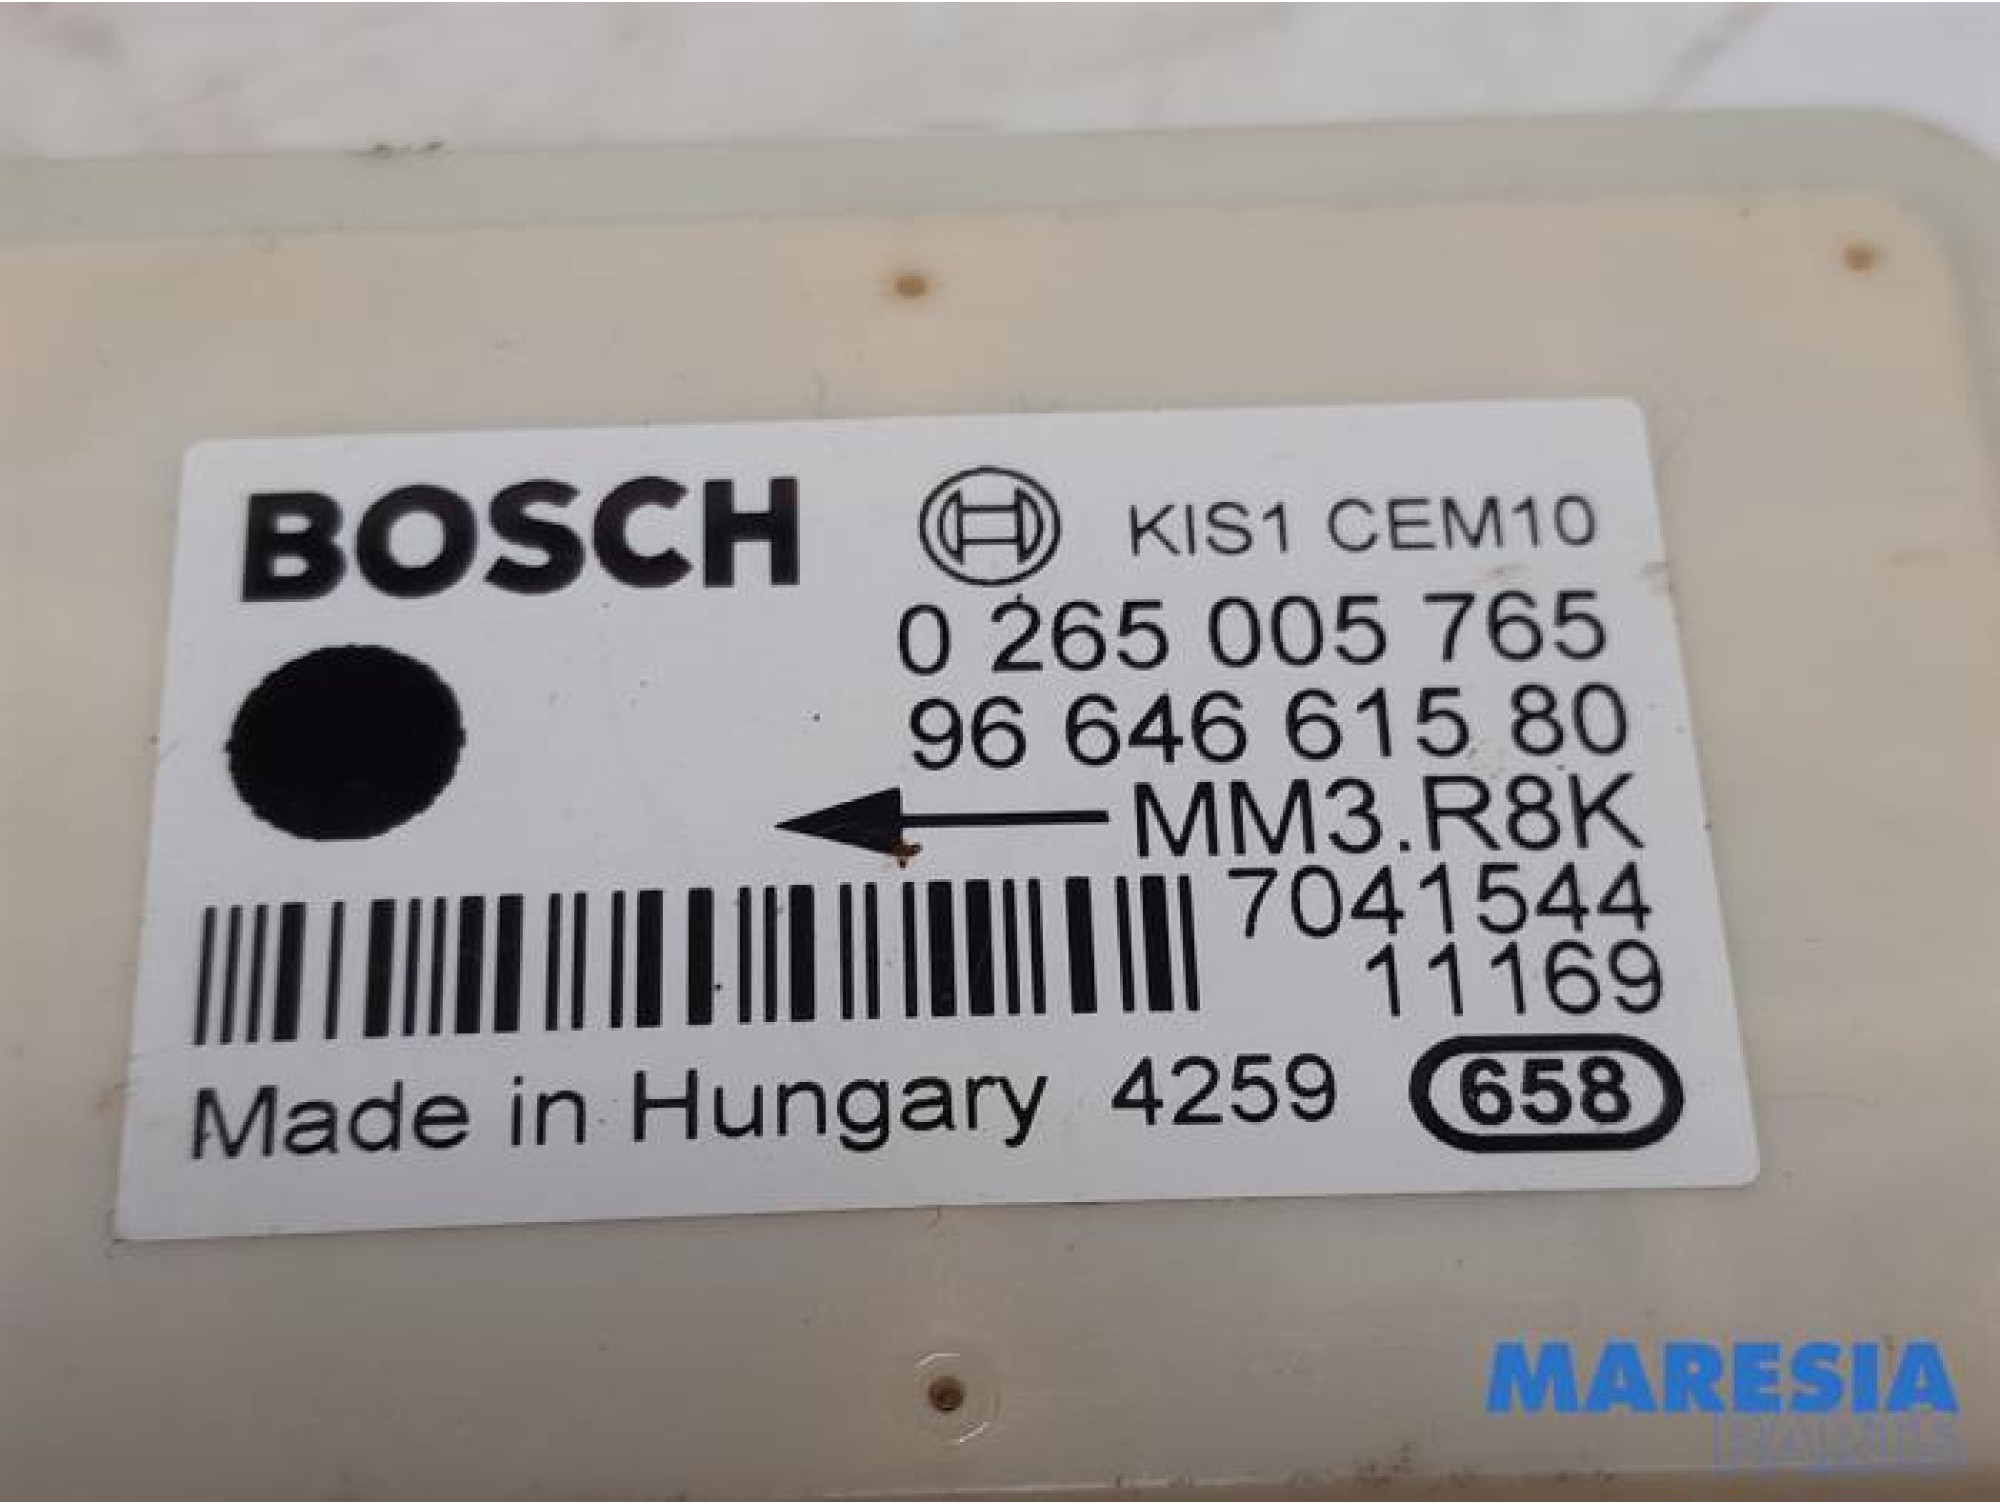 BOSCH KIS1 CEM10
0 265 005 765
96 646 615 80
MM3.R8K
7041544
11169
Made in Hungary 4259 658
MARESIA
PARTS